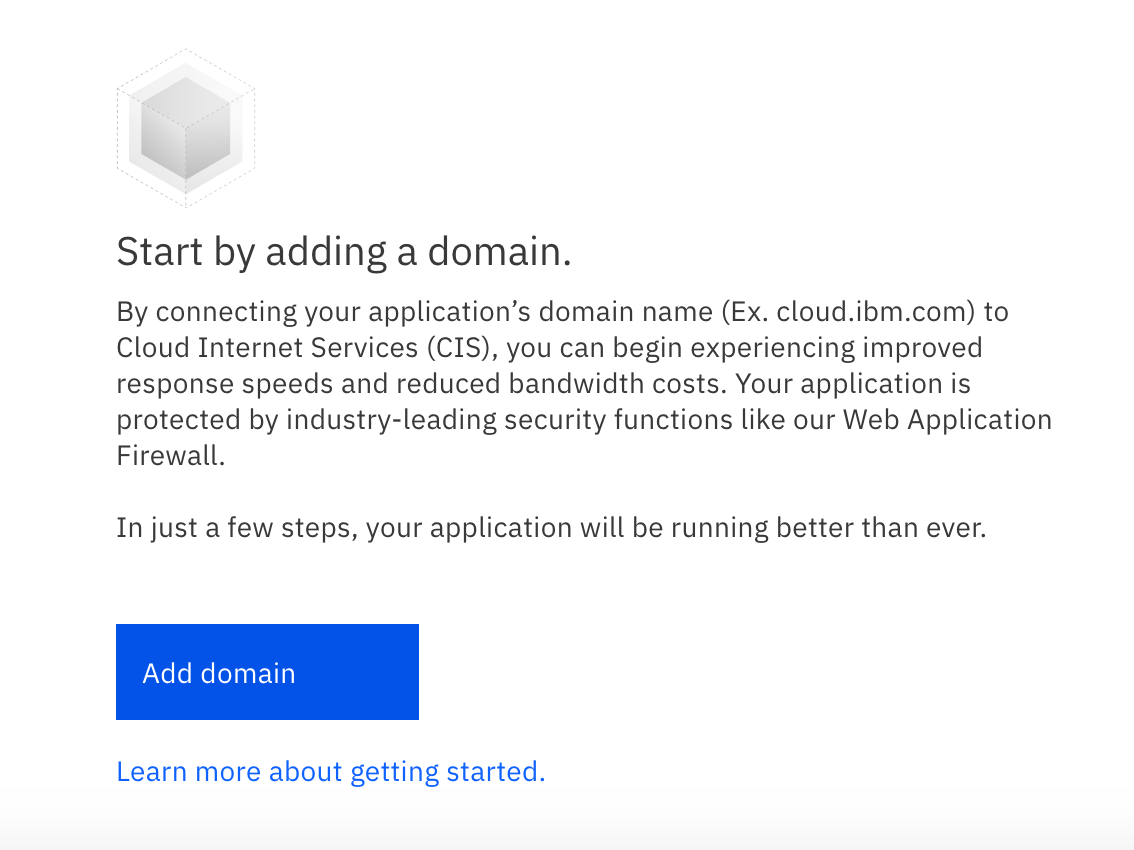 Start by adding a domain.
By connecting your application’s domain name (Ex. cloud.ibm.com) to
Cloud Internet Services (CIS), you can begin experiencing improved
response speeds and reduced bandwidth costs. Your application is
protected by industry-leading security functions like our Web Application
Firewall.
In just a few steps, your application will be running better than ever.
Add domain
Learn more about getting started.